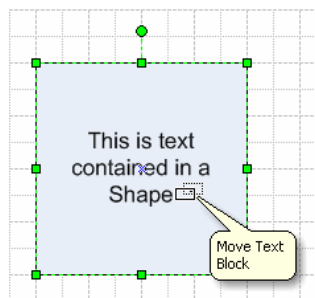 This is text
contained in a
Shape
Move Text
Block